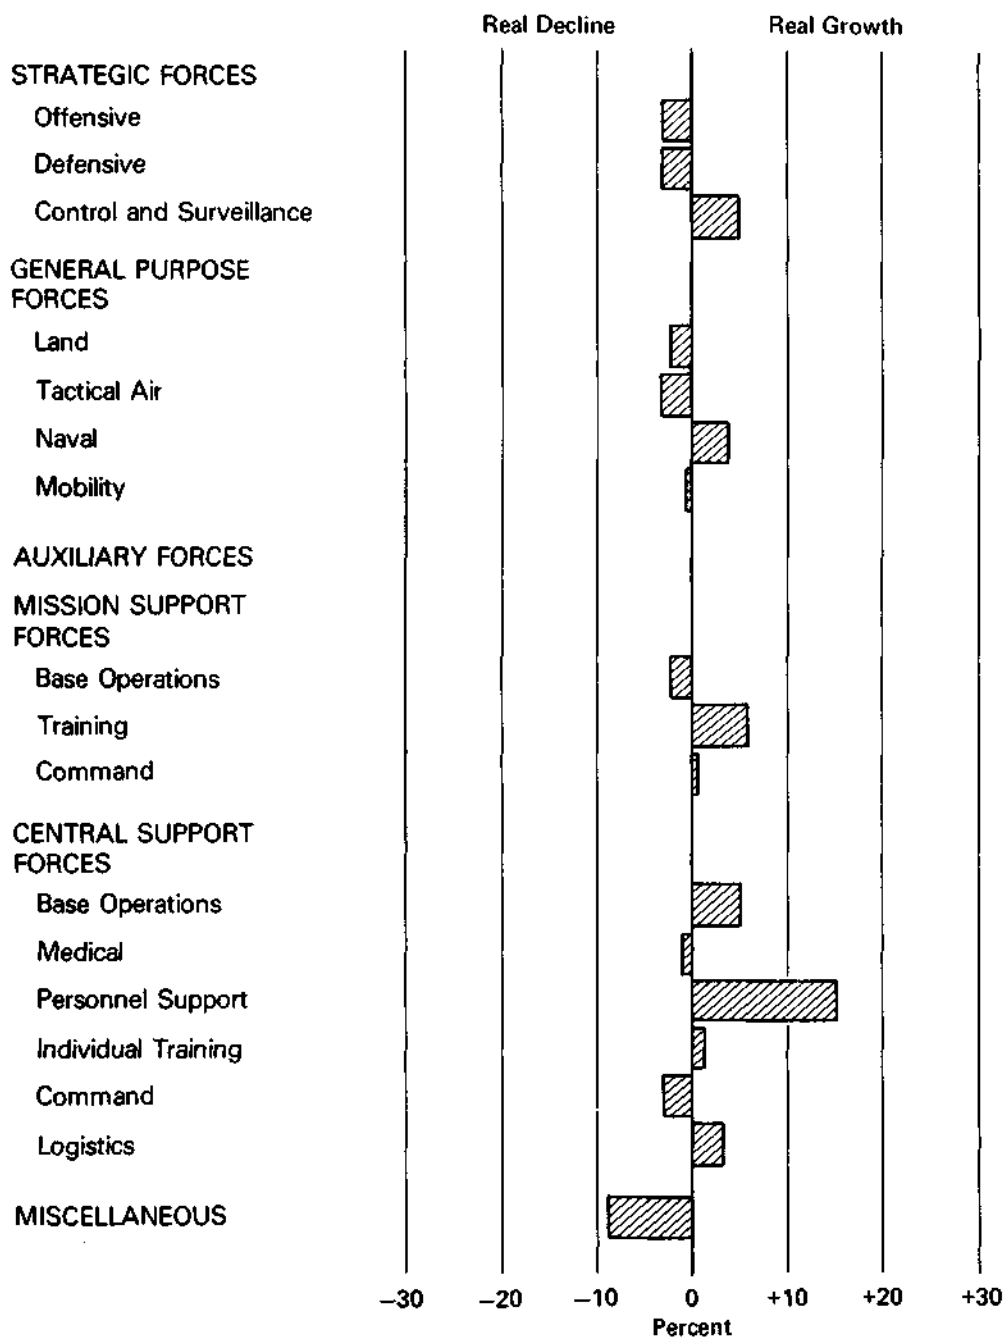 Real Decline Real Growth
STRATEGIC FORCES
Offensive
Defensive
Control and Surveillance
GENERAL PURPOSE
FORCES
Land
Tactical Air
Naval
Mobility
AUXILIARY FORCES
MISSION SUPPORT
FORCES
Base Operations
Training
Command
CENTRAL SUPPORT
FORCES
Base Operations
Medical
Personnel Support
Individual Training
Command
Logistics
MISCELLANEOUS
−30 −20 −10 0 +10 +20 +30
Percent